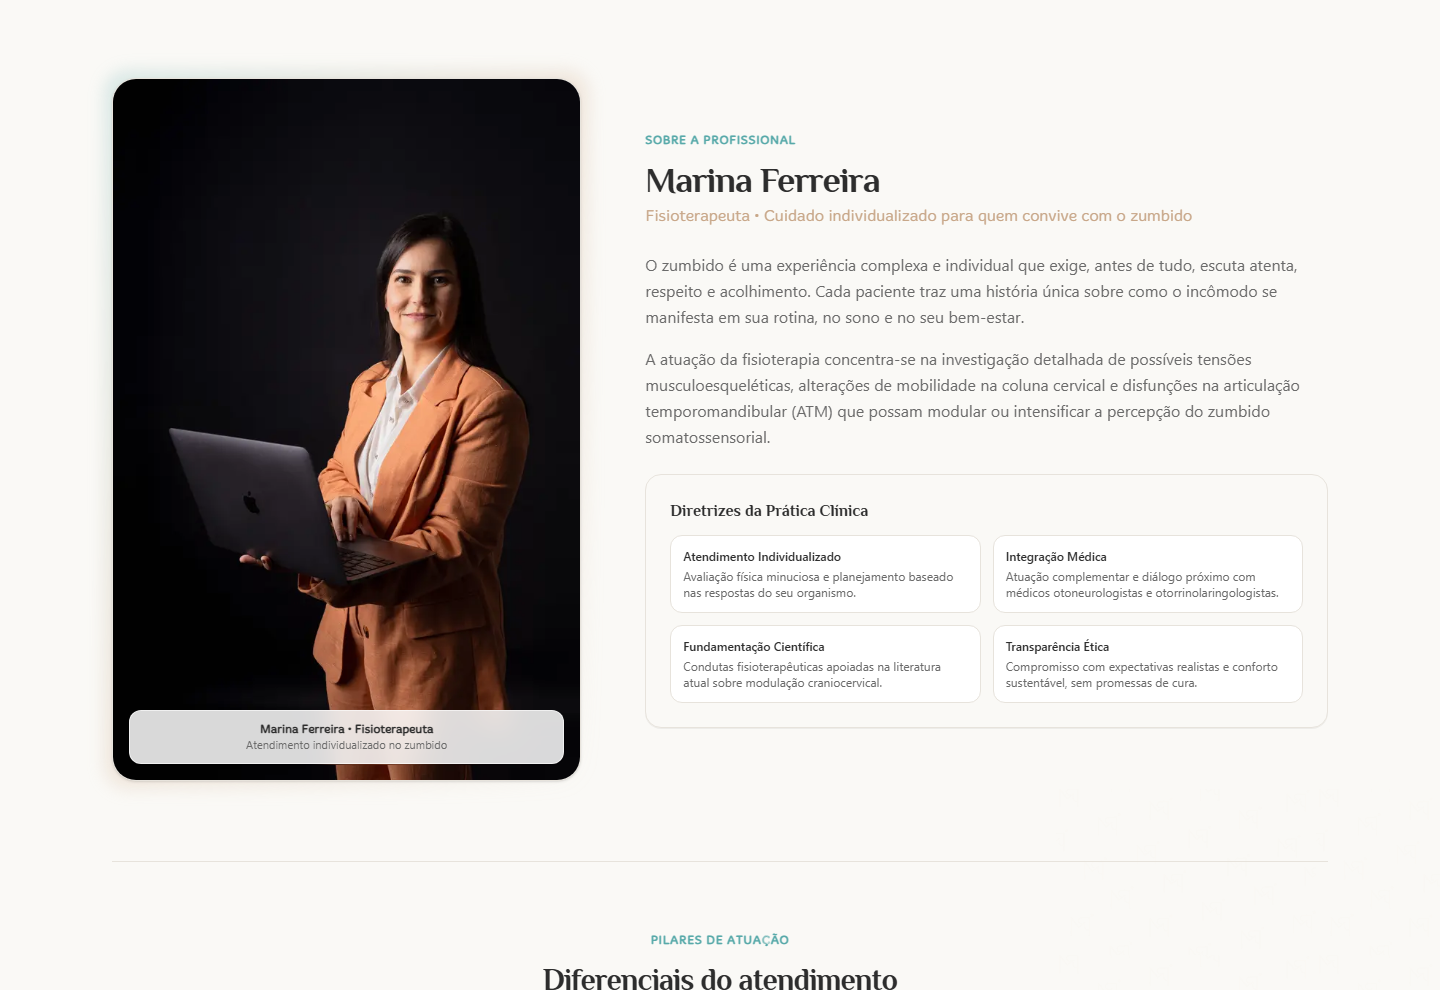 SOBRE A PROFISSIONAL
Marina Ferreira
Fisioterapeuta • Cuidado individualizado para quem convive com o zumbido
O zumbido é uma experiência complexa e individual que exige, antes de tudo, escuta atenta,
respeito e acolhimento. Cada paciente traz uma história única sobre como o incômodo se
manifesta em sua rotina, no sono e no seu bem-estar.
A atuação da fisioterapia concentra-se na investigação detalhada de possíveis tensões
musculoesqueléticas, alterações de mobilidade na coluna cervical e disfunções na articulação
temporomandibular (ATM) que possam modular ou intensificar a percepção do zumbido
somatossensorial.
Diretrizes da Prática Clínica
Atendimento Individualizado
Avaliação física minuciosa e planejamento baseado
nas respostas do seu organismo.
Integração Médica
Atuação complementar e diálogo próximo com
médicos otoneurologistas e otorrinolaringologistas.
Fundamentação Científica
Condutas fisioterapêuticas apoiadas na literatura
atual sobre modulação craniocervical.
Transparência Ética
Compromisso com expectativas realistas e conforto
sustentável, sem promessas de cura.
Marina Ferreira • Fisioterapeuta
Atendimento individualizado no zumbido
PILARES DE ATUAÇÃO
Diferenciais do atendimento